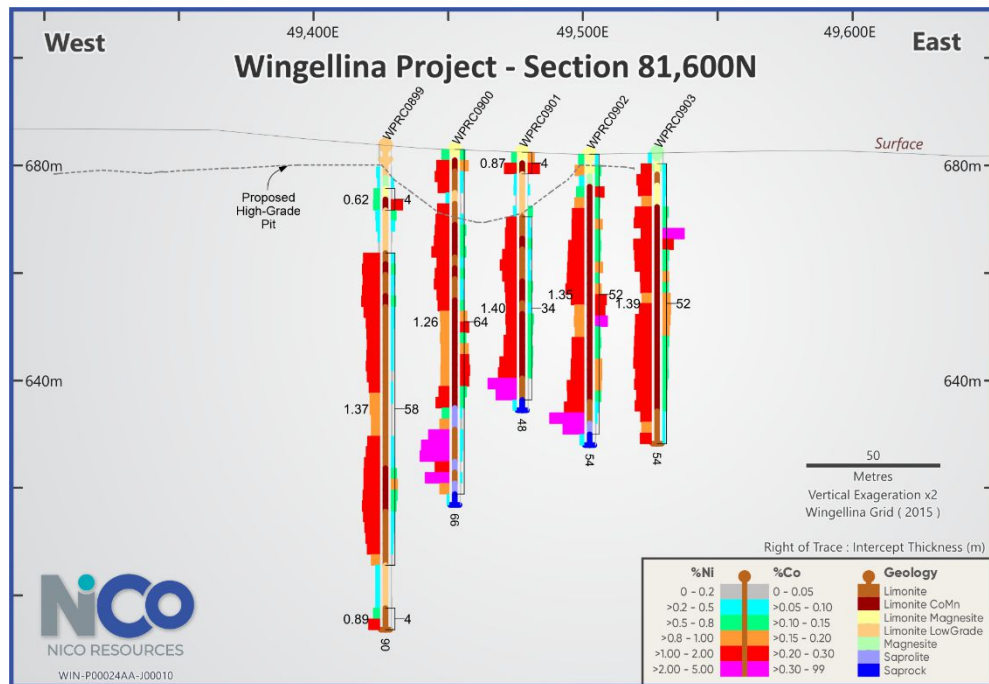 West
49,400E
49,500E
49,600E
East
Wingellina Project - Section 81,600N
WPRC0899
WPRC0900
WPRC0901
WPRC0902
WPRC0903
Surface
680m
680m
Proposed
High-Grade
Pit
0.62
4
0.87
4
1.26
64
1.40
34
1.35
52
1.39
52
640m
640m
1.37
58
48
54
54
66
0.89
4
90
50
Metres
Vertical Exageration x2
Wingellina Grid ( 2015 )
Right of Trace : Intercept Thickness (m)
%Ni %Co Geology
0 - 0.2 0 - 0.05 Limonite
>0.2 - 0.5 >0.05 - 0.10 Limonite CoMn
>0.5 - 0.8 >0.10 - 0.15 Limonite Magnesite
>0.8 - 1.00 >0.15 - 0.20 Limonite LowGrade
>1.00 - 2.00 >0.20 - 0.30 Magnesite
>2.00 - 5.00 >0.30 - 99 Saprolite
Saprock
NiCo
NICO RESOURCES
WIN-P00024AA-J00010